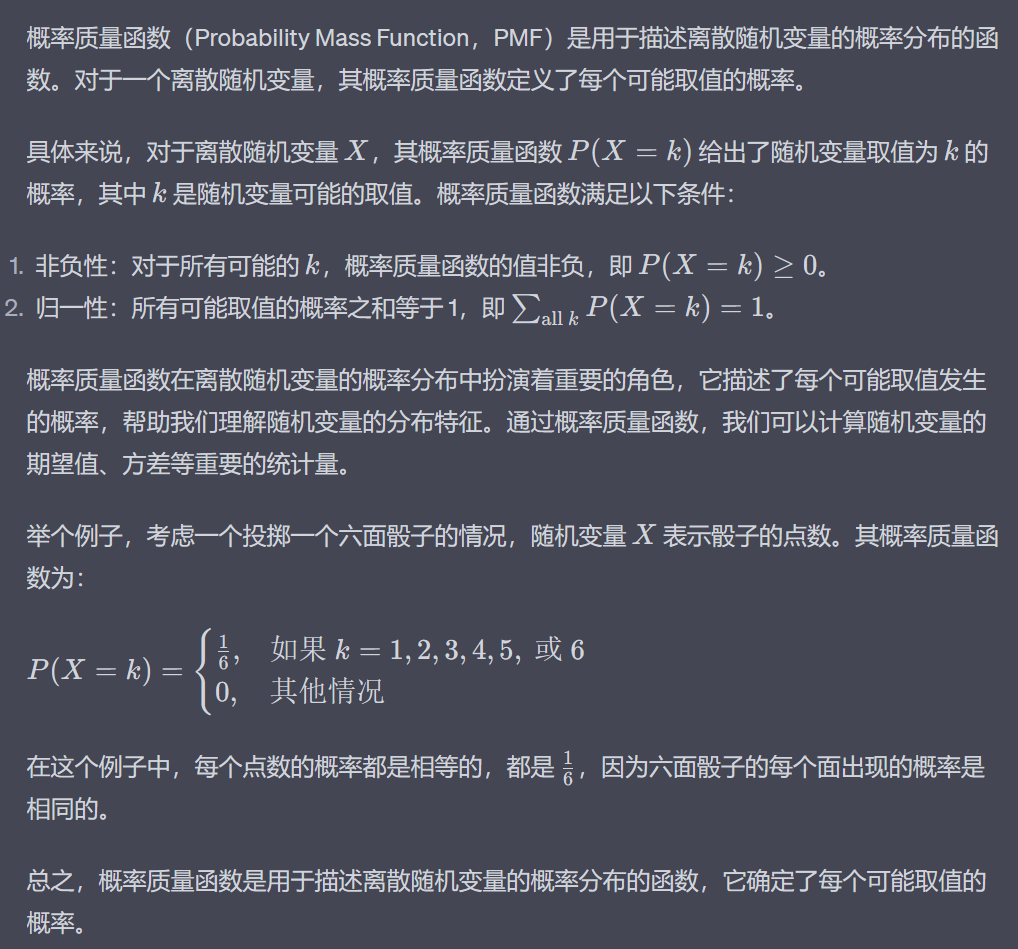 概率质量函数（Probability Mass Function，PMF）是用于描述离散随机变量的概率分布的函
数。对于一个离散随机变量，其概率质量函数定义了每个可能取值的概率。
具体来说，对于离散随机变量 X，其概率质量函数 P(X = k) 给出了随机变量取值为 k 的
概率，其中 k 是随机变量可能的取值。概率质量函数满足以下条件：
1. 非负性：对于所有可能的 k，概率质量函数的值非负，即 P(X = k) ≥ 0。
2. 归一性：所有可能取值的概率之和等于 1，即 ∑all k P(X = k) = 1。
概率质量函数在离散随机变量的概率分布中扮演着重要的角色，它描述了每个可能取值发生
的概率，帮助我们理解随机变量的分布特征。通过概率质量函数，我们可以计算随机变量的
期望值、方差等重要的统计量。
举个例子，考虑一个投掷一个六面骰子的情况，随机变量 X 表示骰子的点数。其概率质量函
数为：
P(X = k) = { 1/6, 如果 k = 1, 2, 3, 4, 5, 或 6
0, 其他情况
在这个例子中，每个点数的概率都是相等的，都是 1/6，因为六面骰子的每个面出现的概率是
相同的。
总之，概率质量函数是用于描述离散随机变量的概率分布的函数，它确定了每个可能取值的
概率。